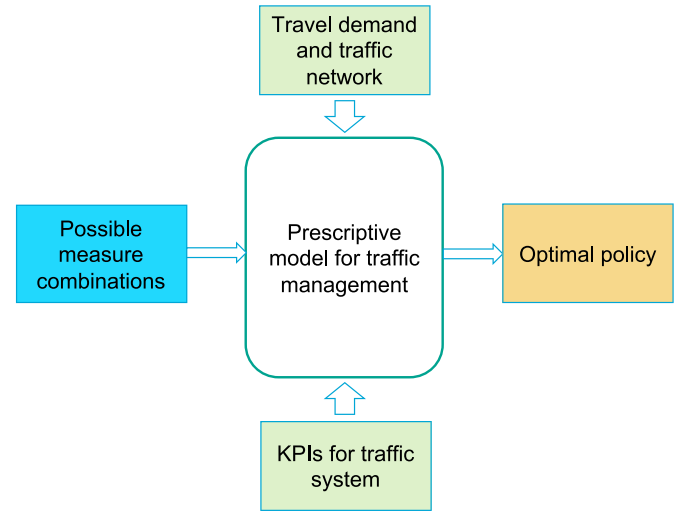 Travel demand
and traffic
network
Possible
measure
combinations
Prescriptive
model for traffic
management
Optimal policy
KPIs for traffic
system